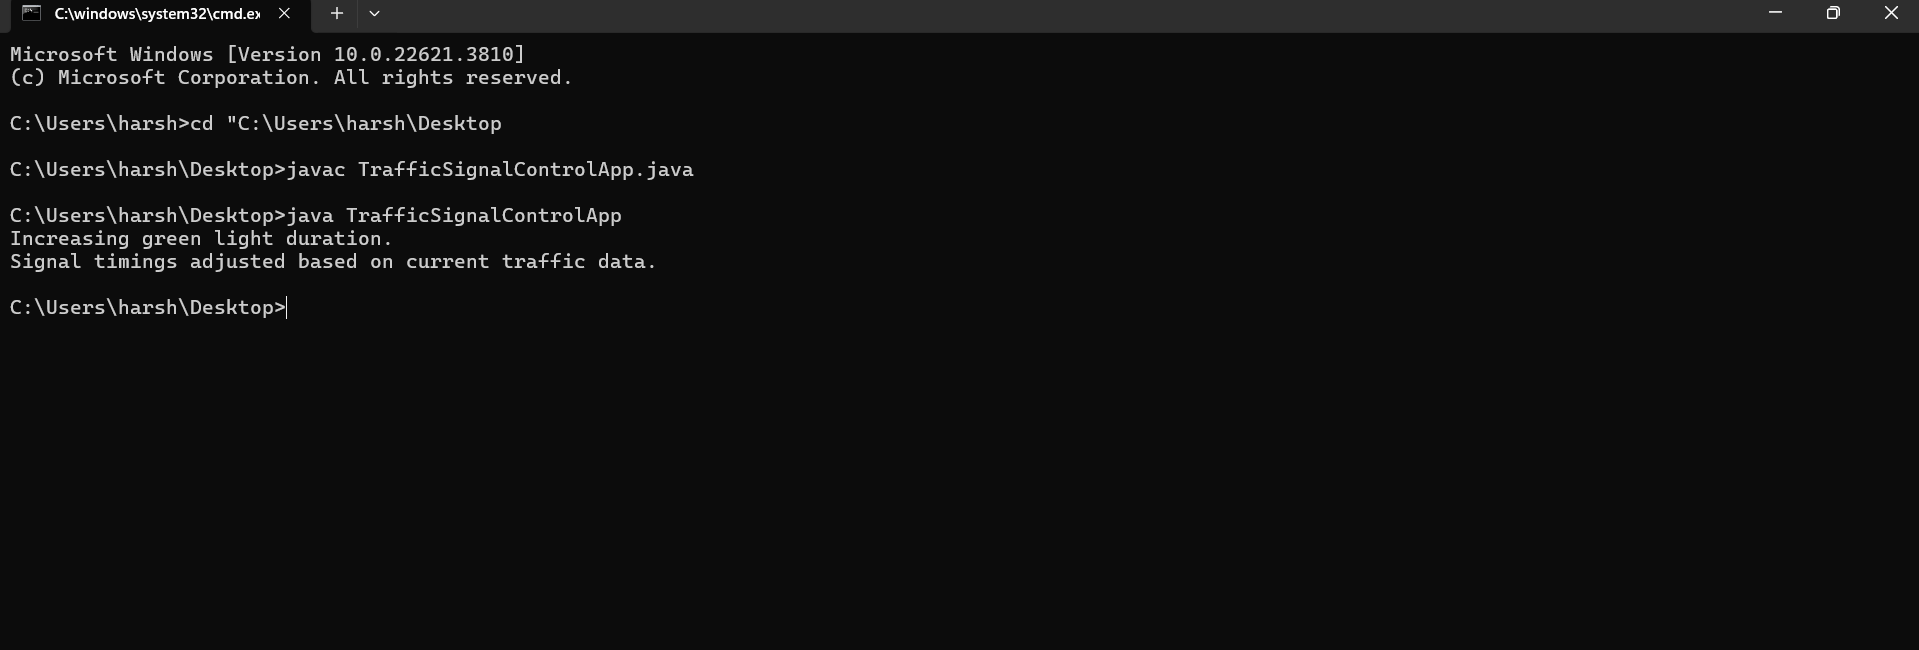 C:\windows\system32\cmd.ex
Microsoft Windows [Version 10.0.22621.3810]
(c) Microsoft Corporation. All rights reserved.
C:\Users\harsh>cd "C:\Users\harsh\Desktop
C:\Users\harsh\Desktop>javac TrafficSignalControlApp.java
C:\Users\harsh\Desktop>java TrafficSignalControlApp
Increasing green light duration.
Signal timings adjusted based on current traffic data.
C:\Users\harsh\Desktop>